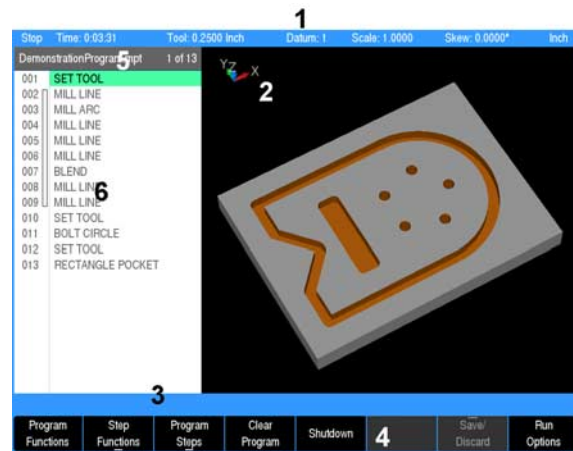 1
Stop Time: 0:03:31 Tool: 0.2500 Inch Datum: 1 Scale: 1.0000 Skew: 0.0000° Inch
DemonstrationProgram.mpt 1 of 13
5
YZ X
2
001 SET TOOL
002 MILL LINE
003 MILL ARC
004 MILL LINE
005 MILL LINE
006 MILL LINE
007 BLEND
008 MILL LINE
6
009 MILL LINE
010 SET TOOL
011 BOLT CIRCLE
012 SET TOOL
013 RECTANGLE POCKET
3
Program Functions
Step Functions
Program Steps
Clear Program
Shutdown
4
Save/ Discard
Run Options